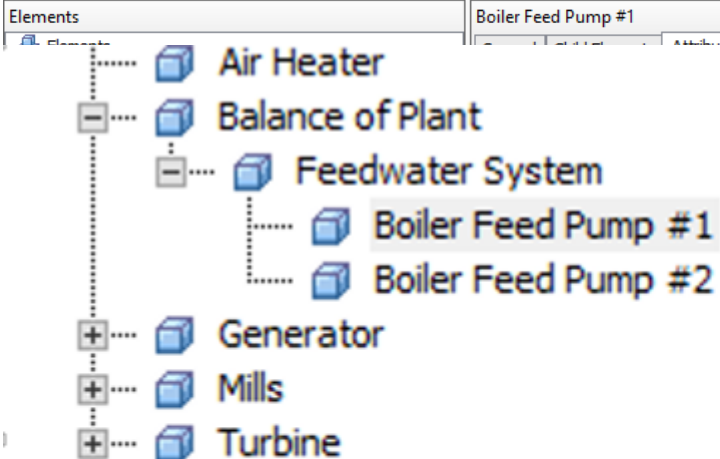 Elements
Boiler Feed Pump #1
Elements
Air Heater
Balance of Plant
Feedwater System
Boiler Feed Pump #1
Boiler Feed Pump #2
Generator
Mills
Turbine